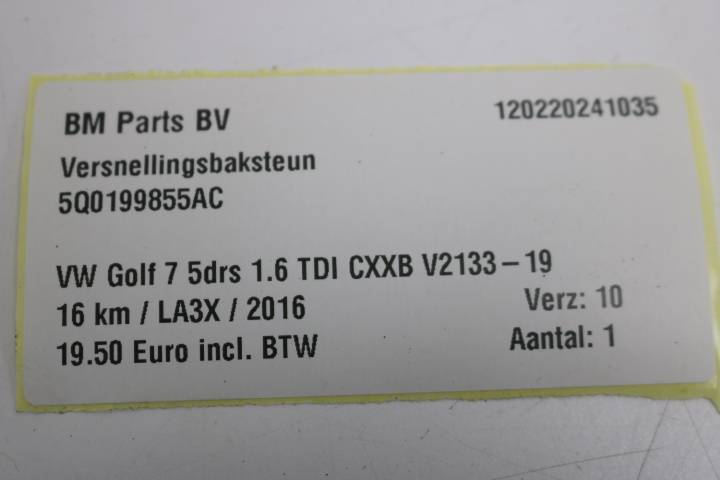 BM Parts BV 120220241035
Versnellingsbaksteun
5Q0199855AC
VW Golf 7 5drs 1.6 TDI CXXB V2133-19
16 km / LA3X / 2016 Verz: 10
19.50 Euro incl. BTW Aantal: 1